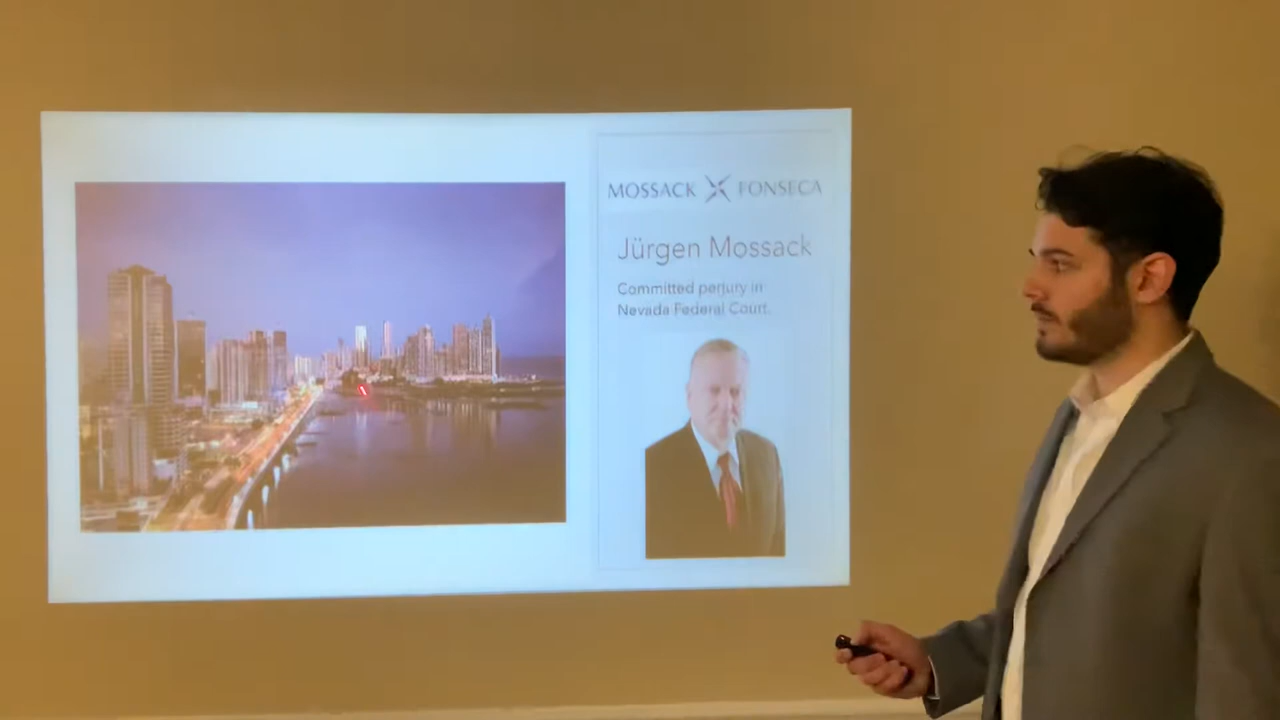 MOSSACK FONSECA
Jürgen Mossack
Committed perjury in
Nevada Federal Court.